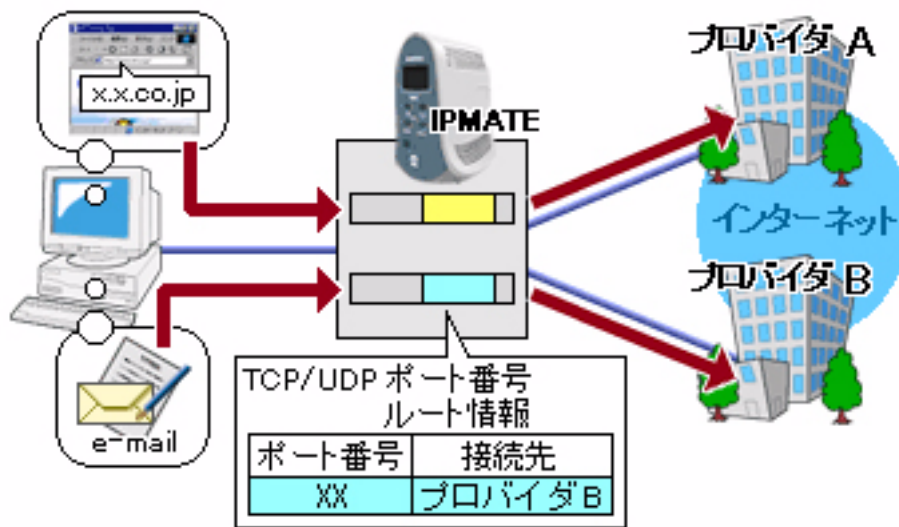 x.x.co.jp
IPMATE
プロバイダ A
インターネット
プロバイダ B
e-mail
TCP/UDP ポート番号
ルート情報
ポート番号 接続先
XX プロバイダB